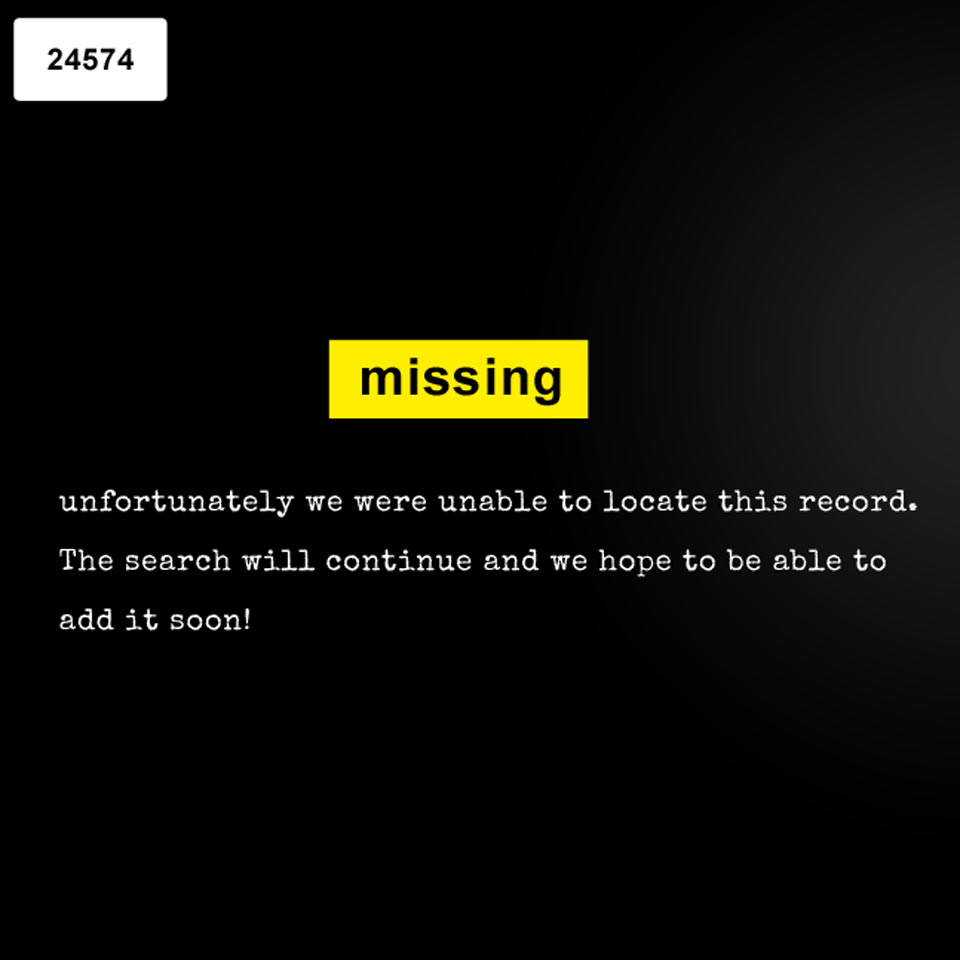 24574
missing
unfortunately we were unable to locate this record.
The search will continue and we hope to be able to
add it soon!